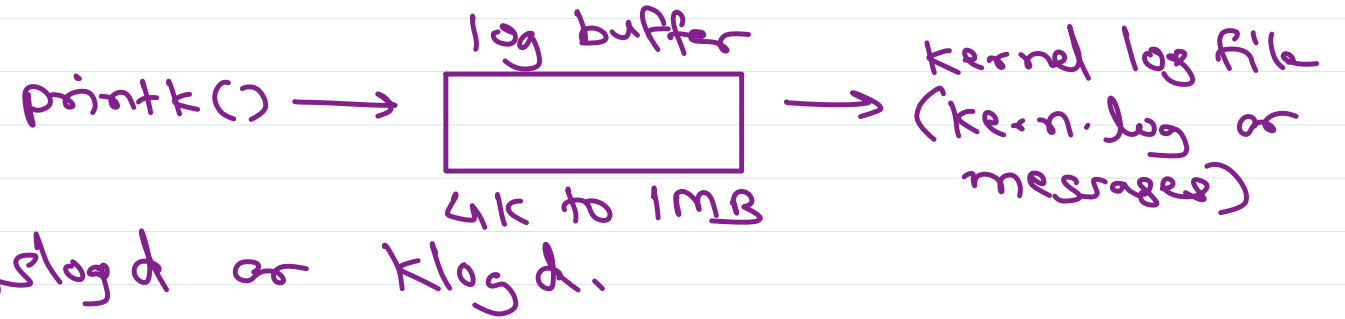 log buffer
printk() → kernel log file
(kern.log or
messages)
4K to 1MB
slogd or klogd.